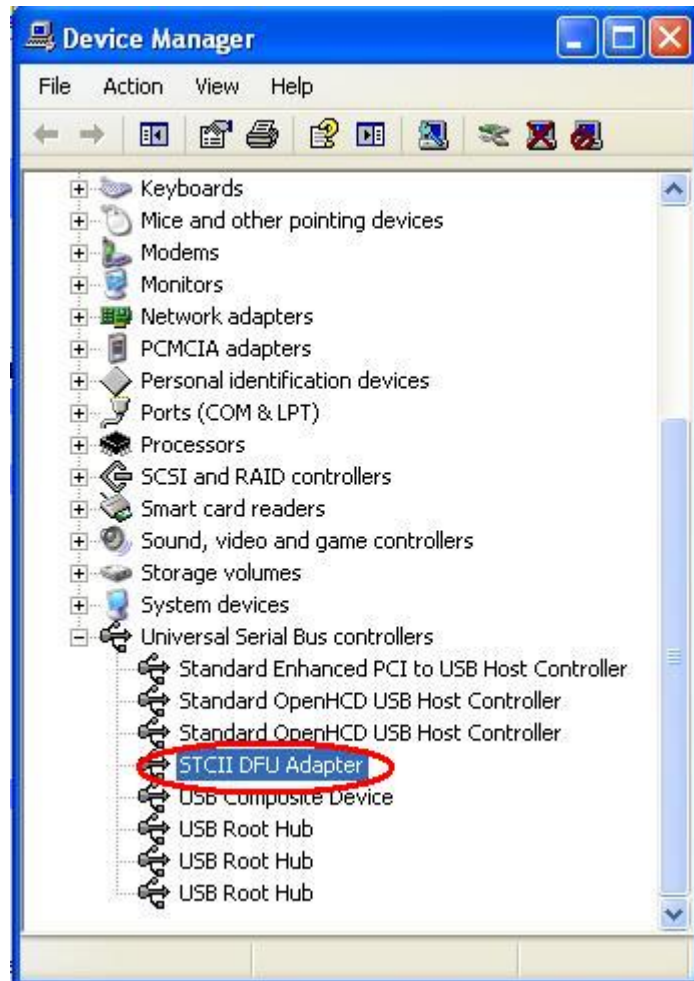 Device Manager
File Action View Help
Keyboards
Mice and other pointing devices
Modems
Monitors
Network adapters
PCMCIA adapters
Personal identification devices
Ports (COM & LPT)
Processors
SCSI and RAID controllers
Smart card readers
Sound, video and game controllers
Storage volumes
System devices
Universal Serial Bus controllers
Standard Enhanced PCI to USB Host Controller
Standard OpenHCD USB Host Controller
Standard OpenHCD USB Host Controller
STCII DFU Adapter
USB Composite Device
USB Root Hub
USB Root Hub
USB Root Hub